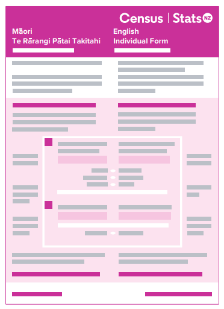 Census | Stats NZ
Māori
Te Rārangi Pātai Takitahi
English
Individual Form